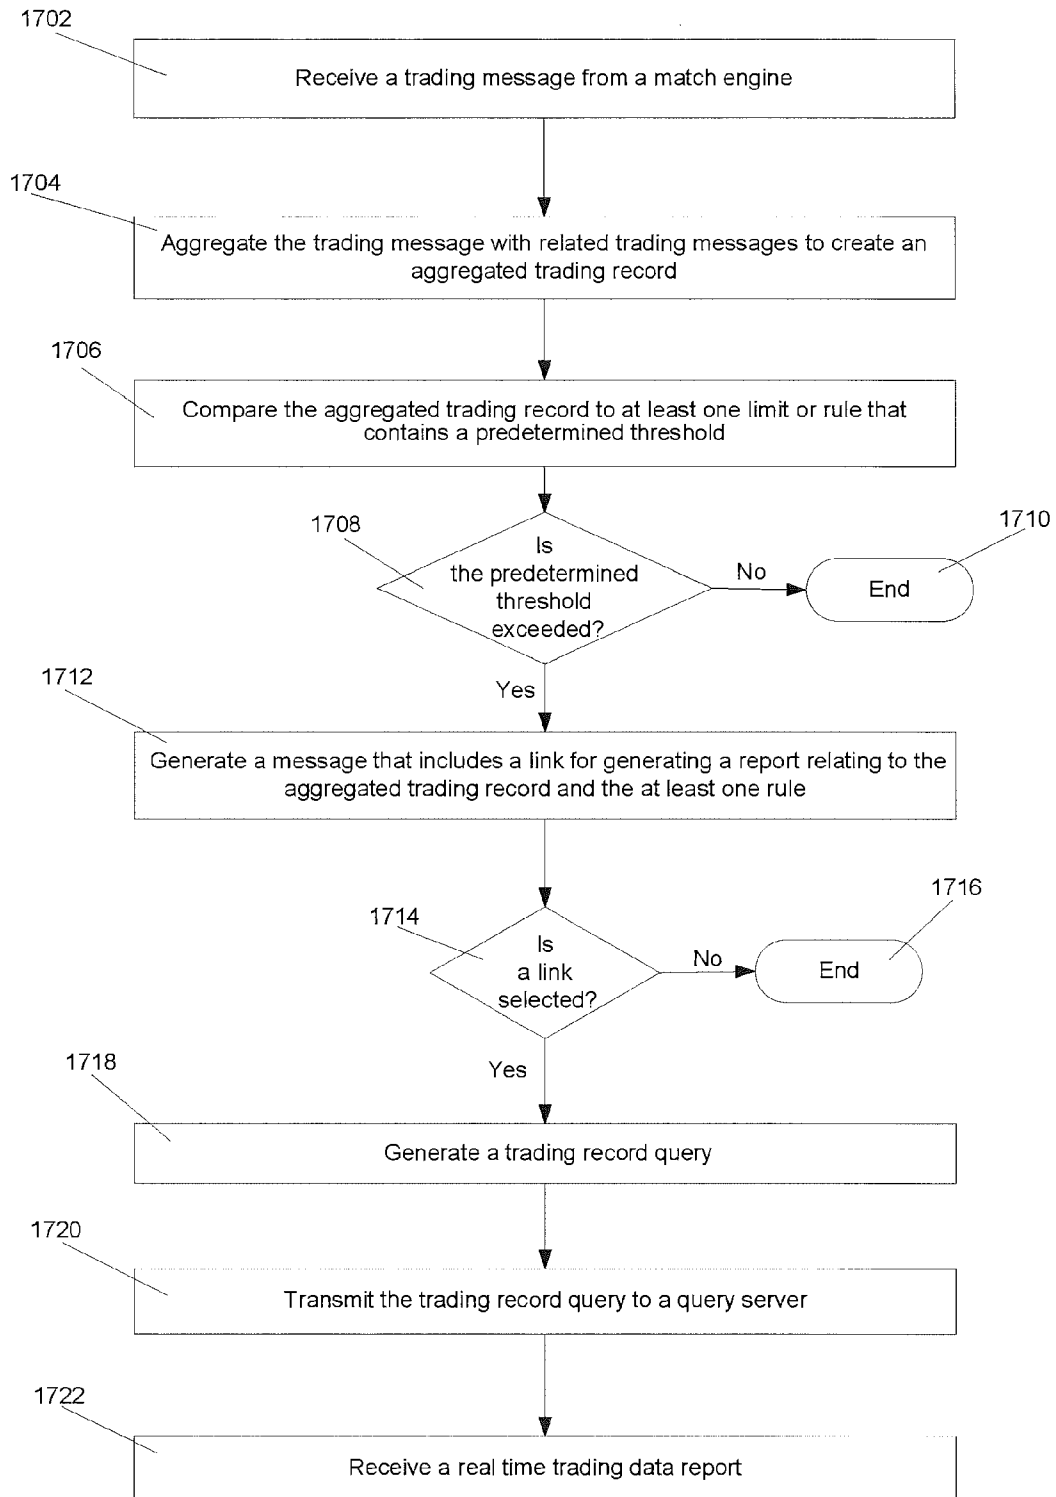 1702
Receive a trading message from a match engine
1704
Aggregate the trading message with related trading messages to create an
aggregated trading record
1706
Compare the aggregated trading record to at least one limit or rule that
contains a predetermined threshold
1708
Is
the predetermined
threshold
exceeded?
No
1710
End
Yes
1712
Generate a message that includes a link for generating a report relating to the
aggregated trading record and the at least one rule
1714
Is
a link
selected?
No
1716
End
Yes
1718
Generate a trading record query
1720
Transmit the trading record query to a query server
1722
Receive a real time trading data report